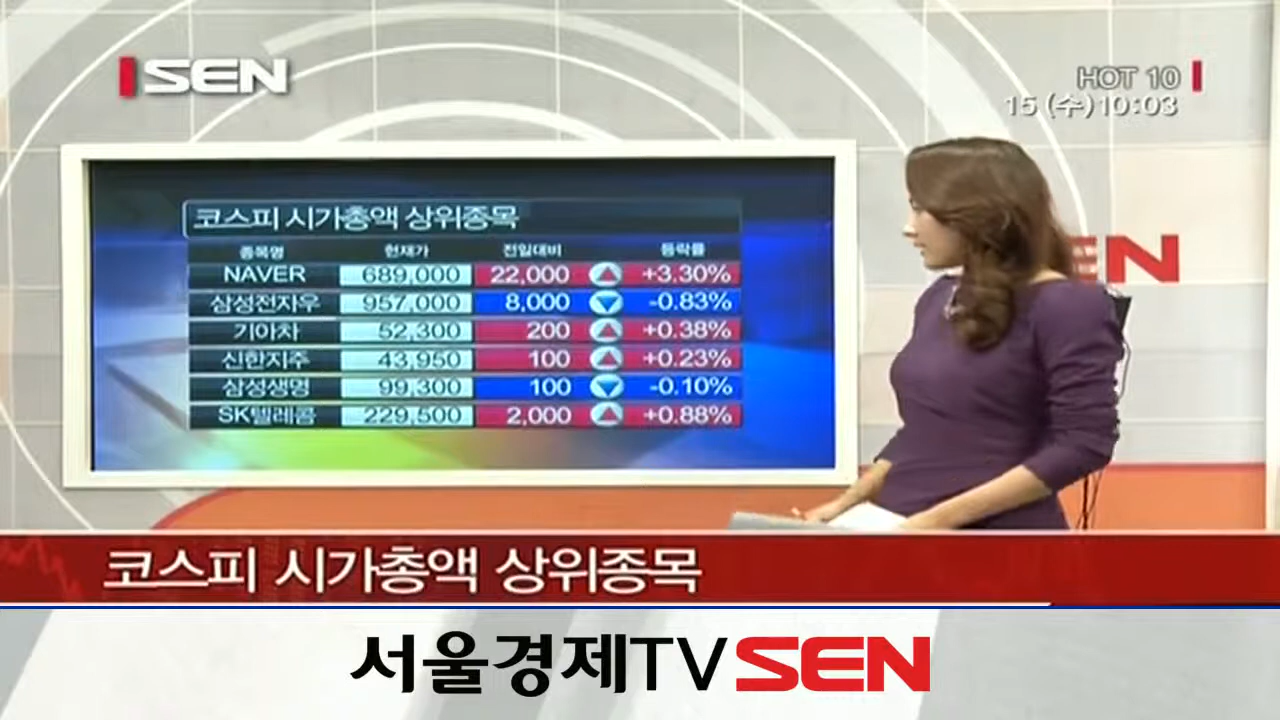 SEN
HOT 10
15 (수)10:03
코스피 시가총액 상위종목
종목명 현재가 전일대비 등락률
NAVER 689,000 22,000 +3.30%
삼성전자우 957,000 8,000 -0.83%
기아차 52,300 200 +0.38%
신한지주 43,950 100 +0.23%
삼성생명 99,300 100 -0.10%
SK텔레콤 229,500 2,000 +0.88%
EN
코스피 시가총액 상위종목
서울경제TV SEN